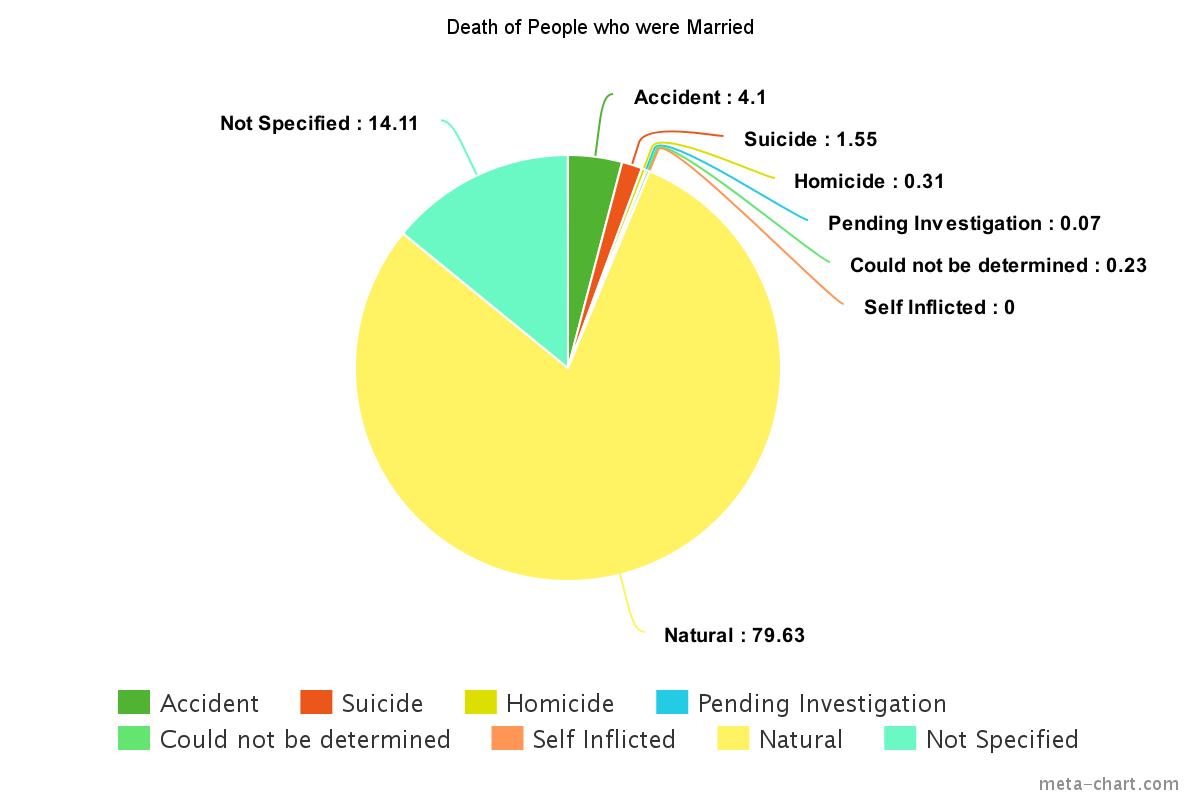 Death of People who were Married
Accident : 4.1
Not Specified : 14.11
Suicide : 1.55
Homicide : 0.31
Pending Investigation : 0.07
Could not be determined : 0.23
Self Inflicted : 0
Natural : 79.63
Accident Suicide Homicide Pending Investigation
Could not be determined Self Inflicted Natural Not Specified
meta-chart.com